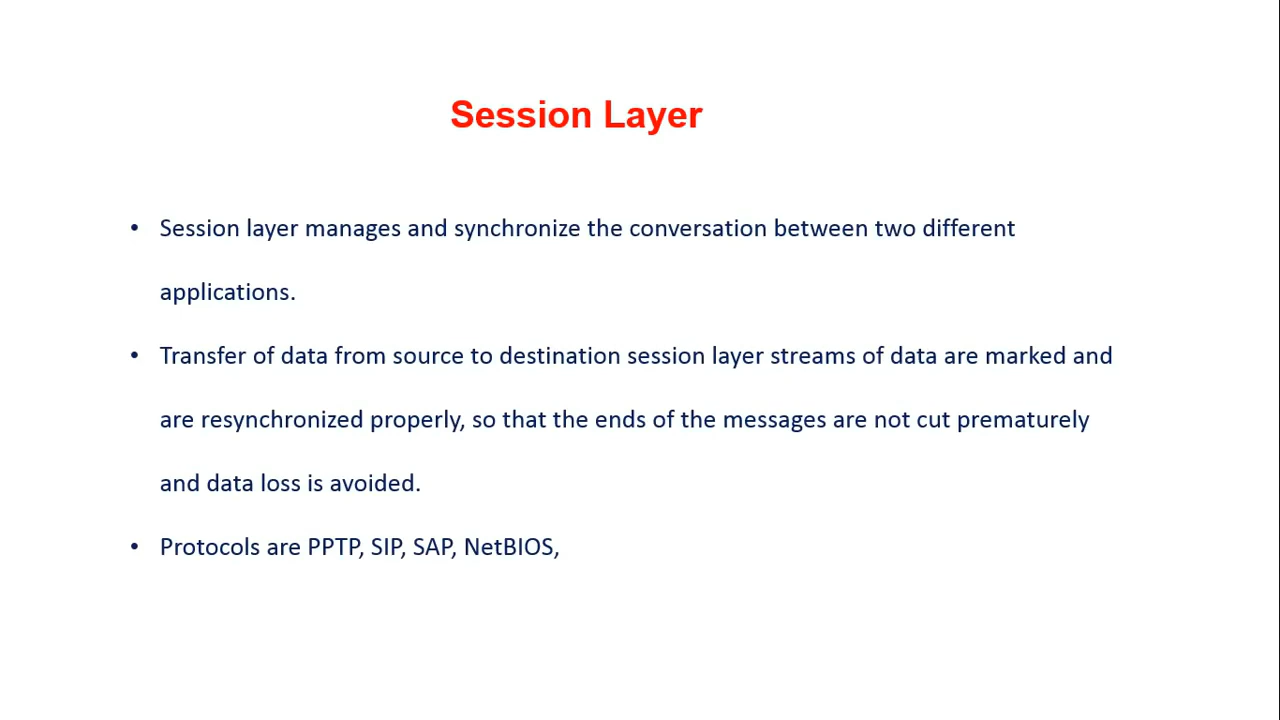 Session Layer
• Session layer manages and synchronize the conversation between two different
applications.
• Transfer of data from source to destination session layer streams of data are marked and
are resynchronized properly, so that the ends of the messages are not cut prematurely
and data loss is avoided.
• Protocols are PPTP, SIP, SAP, NetBIOS,